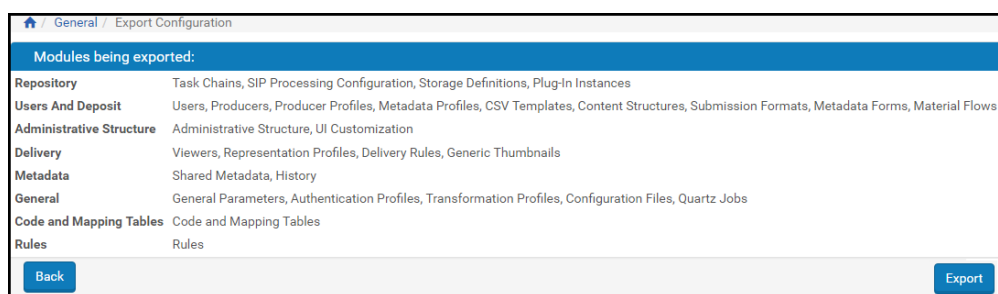 / General / Export Configuration
Modules being exported:
Repository Task Chains, SIP Processing Configuration, Storage Definitions, Plug-In Instances
Users And Deposit Users, Producers, Producer Profiles, Metadata Profiles, CSV Templates, Content Structures, Submission Formats, Metadata Forms, Material Flows
Administrative Structure Administrative Structure, UI Customization
Delivery Viewers, Representation Profiles, Delivery Rules, Generic Thumbnails
Metadata Shared Metadata, History
General General Parameters, Authentication Profiles, Transformation Profiles, Configuration Files, Quartz Jobs
Code and Mapping Tables Code and Mapping Tables
Rules Rules
Back Export